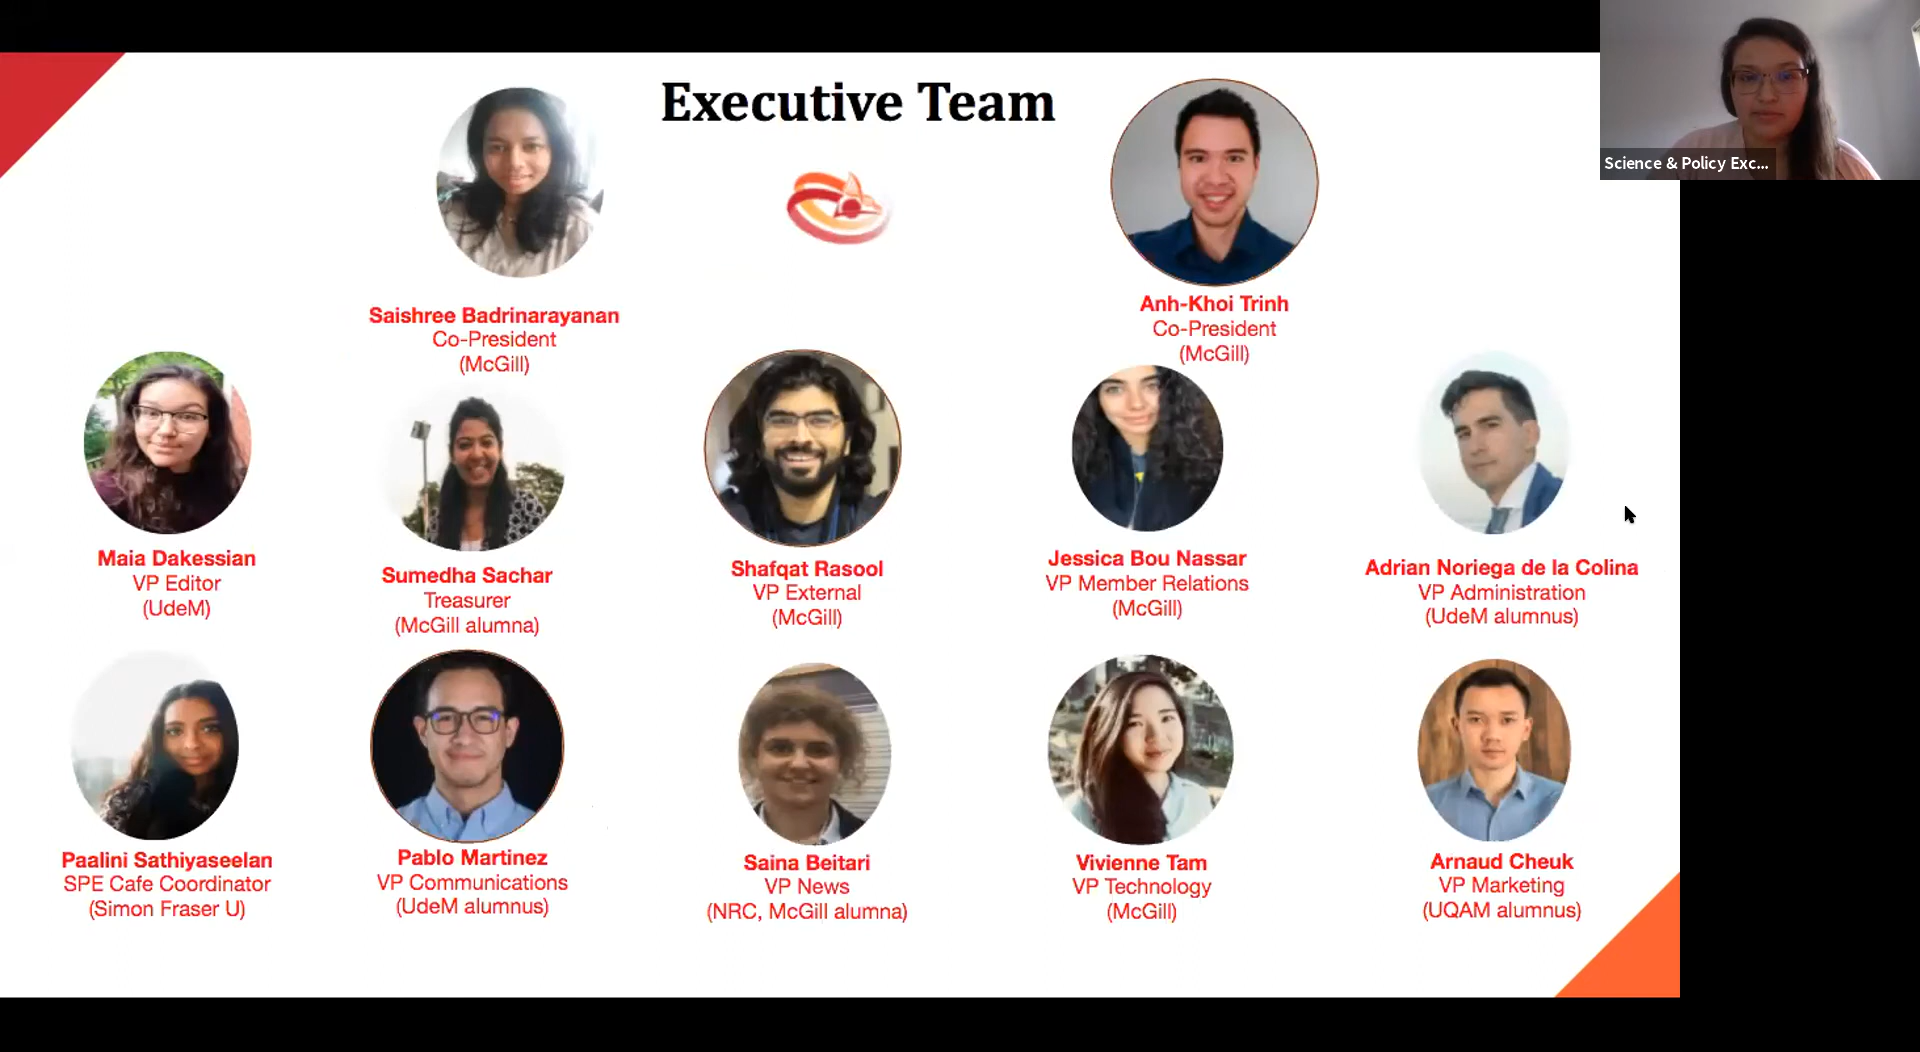 Executive Team
Science & Policy Exc...
Saishree Badrinarayanan
Co-President
(McGill)
Anh-Khoi Trinh
Co-President
(McGill)
Maia Dakessian
VP Editor
(UdeM)
Sumedha Sachar
Treasurer
(McGill alumna)
Shafqat Rasool
VP External
(McGill)
Jessica Bou Nassar
VP Member Relations
(McGill)
Adrian Noriega de la Colina
VP Administration
(UdeM alumnus)
Paalini Sathiyaseelan
SPE Cafe Coordinator
(Simon Fraser U)
Pablo Martinez
VP Communications
(UdeM alumnus)
Saina Beitari
VP News
(NRC, McGill alumna)
Vivienne Tam
VP Technology
(McGill)
Arnaud Cheuk
VP Marketing
(UQAM alumnus)